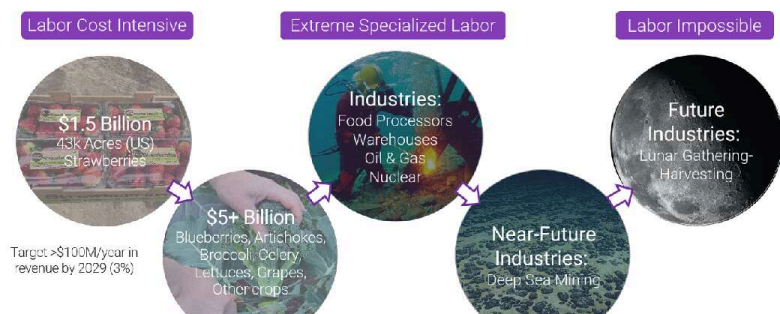 Labor Cost Intensive
Extreme Specialized Labor
Labor Impossible
$1.5 Billion
43k Acres (US)
Strawberries
$5+ Billion
Blueberries, Artichokes,
Broccoli, Celery,
Lettuces, Grapes,
Other crops
Industries:
Food Processors
Warehouses
Oil & Gas
Nuclear
Near-Future
Industries:
Deep Sea Mining
Future
Industries:
Lunar Gathering-
Harvesting
Target >$100M/year in
revenue by 2029 (3%)